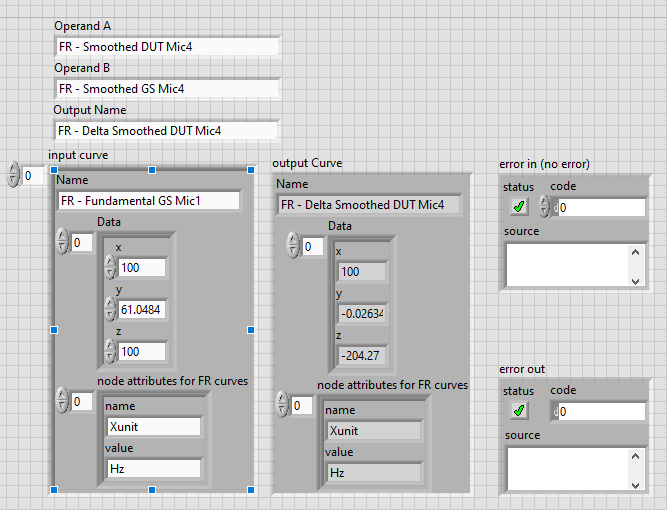 Operand A
FR - Smoothed DUT Mic4
Operand B
FR - Smoothed GS Mic4
Output Name
FR - Delta Smoothed DUT Mic4
input curve
0
Name
FR - Fundamental GS Mic1
Data
0
x
100
y
61.0484
z
100
node attributes for FR curves
0
name
Xunit
value
Hz
output Curve
Name
FR - Delta Smoothed DUT Mic4
Data
0
x
100
y
-0.02634
z
-204.27
node attributes for FR curves
0
name
Xunit
value
Hz
error in (no error)
status code
d0
source
error out
status code
d0
source